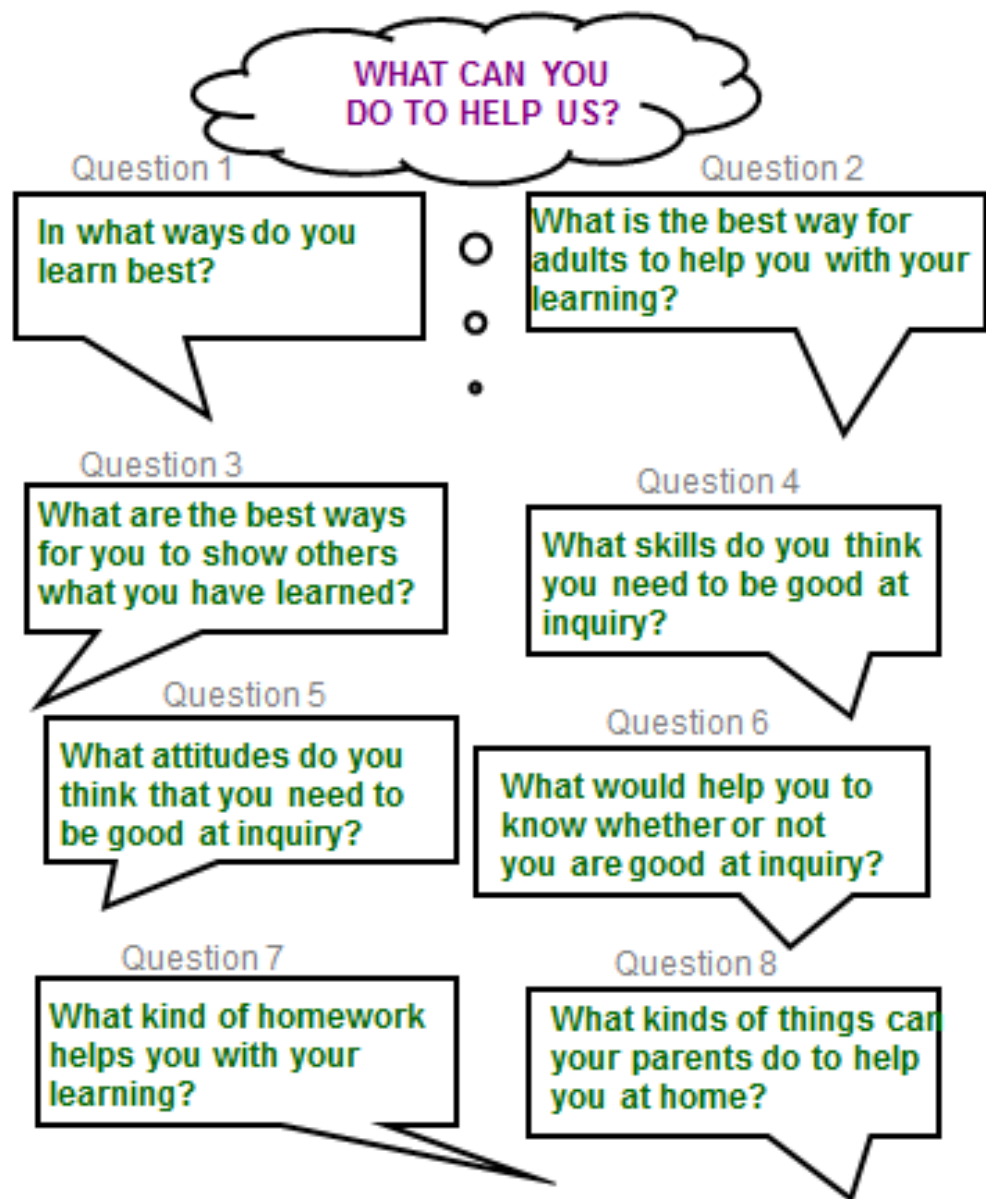 WHAT CAN YOU
DO TO HELP US?
Question 1
In what ways do you
learn best?
Question 2
What is the best way for
adults to help you with your
learning?
Question 3
What are the best ways
for you to show others
what you have learned?
Question 4
What skills do you think
you need to be good at
inquiry?
Question 5
What attitudes do you
think that you need to
be good at inquiry?
Question 6
What would help you to
know whether or not
you are good at inquiry?
Question 7
What kind of homework
helps you with your
learning?
Question 8
What kinds of things can
your parents do to help
you at home?